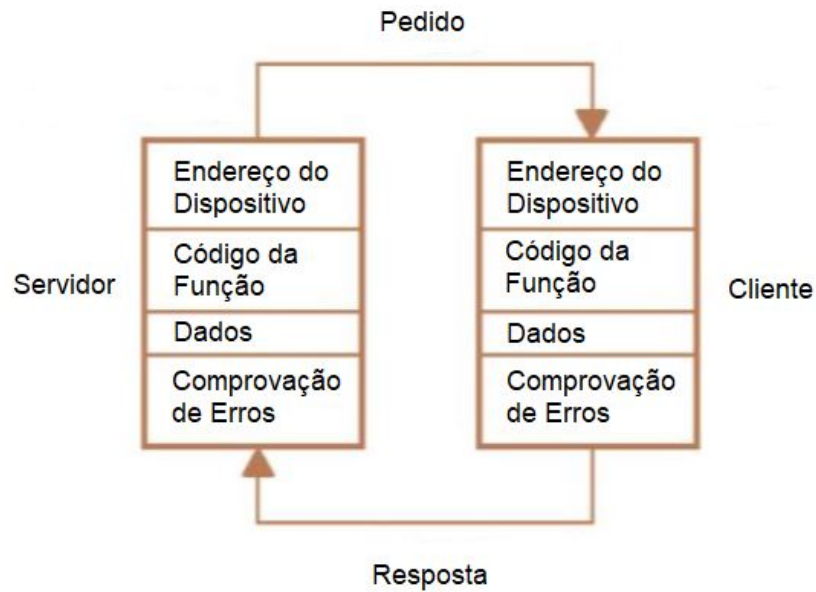 Pedido
Servidor
Endereço do
Dispositivo
Código da
Função
Dados
Comprovação
de Erros
Endereço do
Dispositivo
Código da
Função
Dados
Comprovação
de Erros
Cliente
Resposta